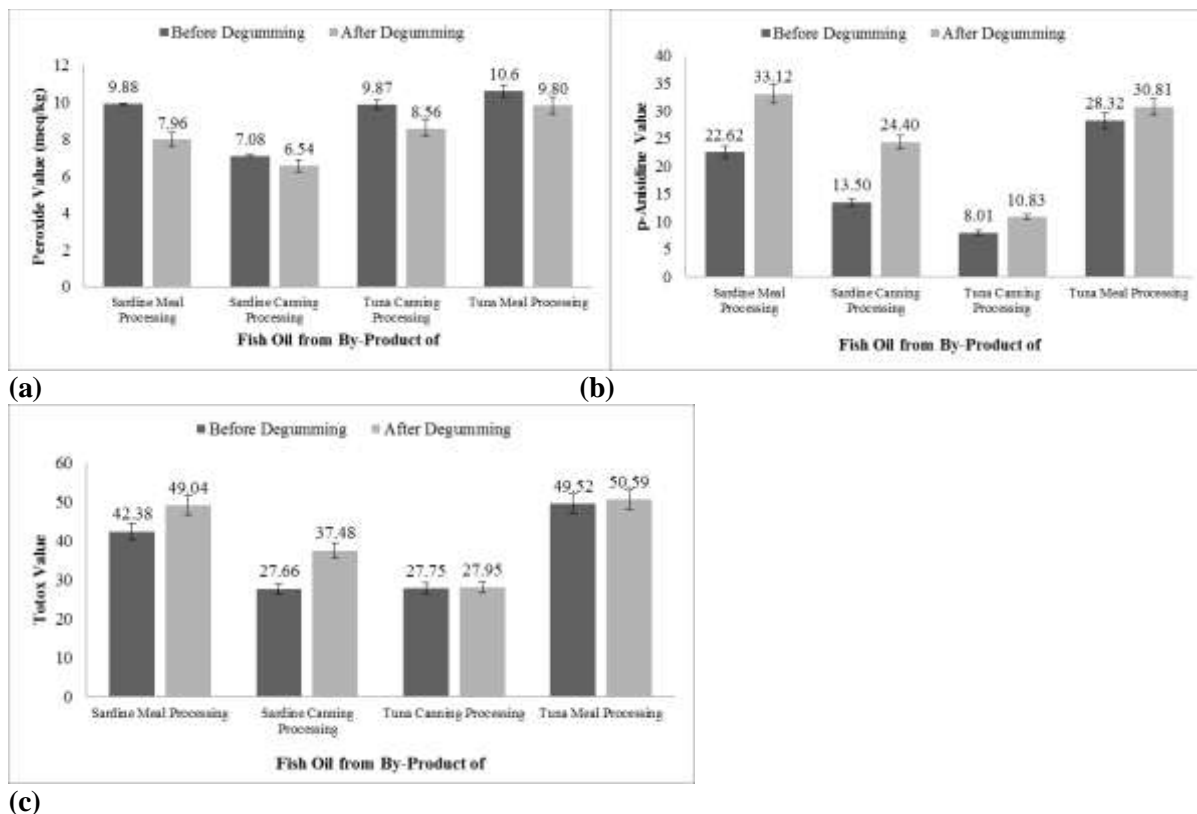 Before Degumming After Degumming
Peroxide Value (meq/kg)
12
10
8
6
4
2
0
9.88
7.96
7.08
6.54
9.87
8.56
10.6
9.80
Sardine Meal Processing
Sardine Canning Processing
Tuna Canning Processing
Tuna Meal Processing
Fish Oil from By-Product of
(a)
Before Degumming After Degumming
p-Anisidine Value
40
35
30
25
20
15
10
5
0
22.62
33.12
13.50
24.40
8.01
10.83
28.32
30.81
Sardine Meal Processing
Sardine Canning Processing
Tuna Canning Processing
Tuna Meal Processing
Fish Oil from By-Product of
(b)
Before Degumming After Degumming
Totox Value
60
50
40
30
20
10
0
42.38
49.04
27.66
37.48
27.75
27.95
49.52
50.59
Sardine Meal Processing
Sardine Canning Processing
Tuna Canning Processing
Tuna Meal Processing
Fish Oil from By-Product of
(c)